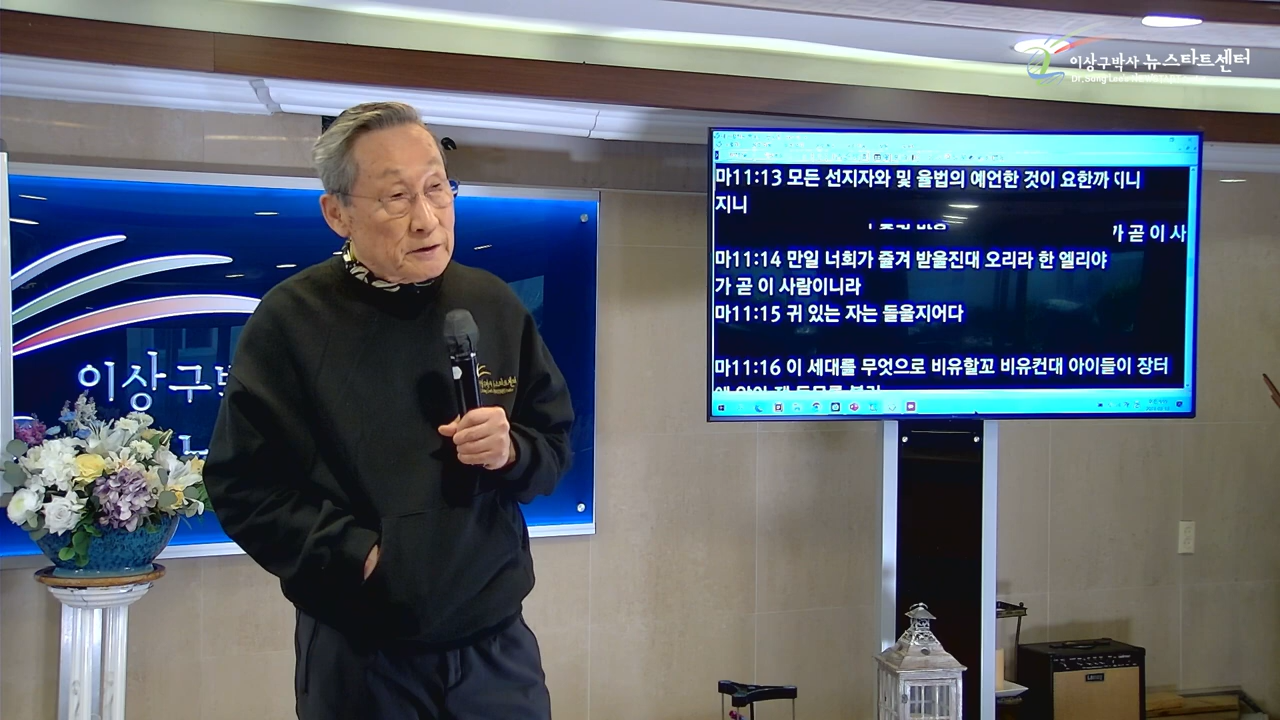 이상구박사 뉴스타트센터
마11:13 모든 선지자와 및 율법의 예언한 것이 요한까 디니
지니
가 곧 이 사
마11:14 만일 너희가 즐겨 받을진대 오리라 한 엘리야
가 곧 이 사람이니라
마11:15 귀 있는 자는 들을지어다
마11:16 이 세대를 무엇으로 비유할꼬 비유컨대 아이들이 장터
이상구